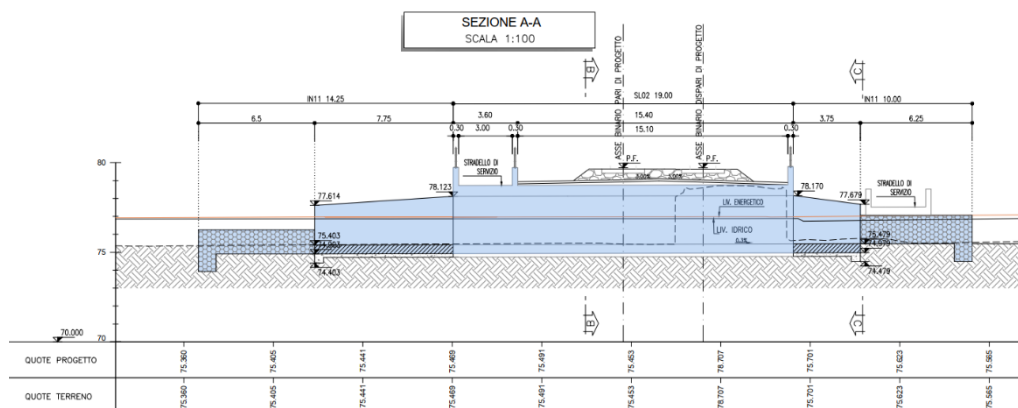 SEZIONE A-A
SCALA 1:100
ASSE BINARIO PARI DI PROGETTO
ASSE BINARIO DISPARI DI PROGETTO
B
C
IN11 14,25
SL02 19.00
IN11 10.00
3.60
15.40
6.5
7.75
0.30
3.00
0.30
15.10
0.30
3.75
6.25
80
STRADELLO DI
SERVIZIO
P.F.
P.F.
STRADELLO DI
SERVIZIO
77.614
78.123
78.170
77.679
LIV. ENERGETICO
LIV. IDRICO
75.403
75.479
75
74.403
74.479
B
C
70.000
70
QUOTE PROGETTO
75.360
75.405
75.441
75.469
75.491
75.453
78.707
75.701
75.623
75.565
QUOTE TERRENO
75.360
75.405
75.441
75.469
75.491
75.453
78.707
75.701
75.623
75.565